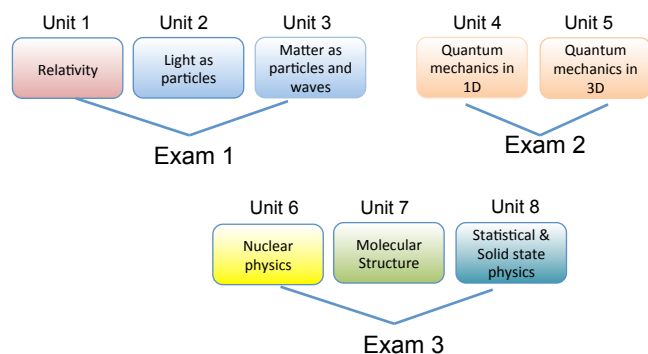 Unit 1
Unit 2
Unit 3
Unit 4
Unit 5
Relativity
Light as
particles
Matter as
particles and
waves
Quantum
mechanics in
1D
Quantum
mechanics in
3D
Exam 1
Exam 2
Unit 6
Unit 7
Unit 8
Nuclear
physics
Molecular
Structure
Statistical &
Solid state
physics
Exam 3